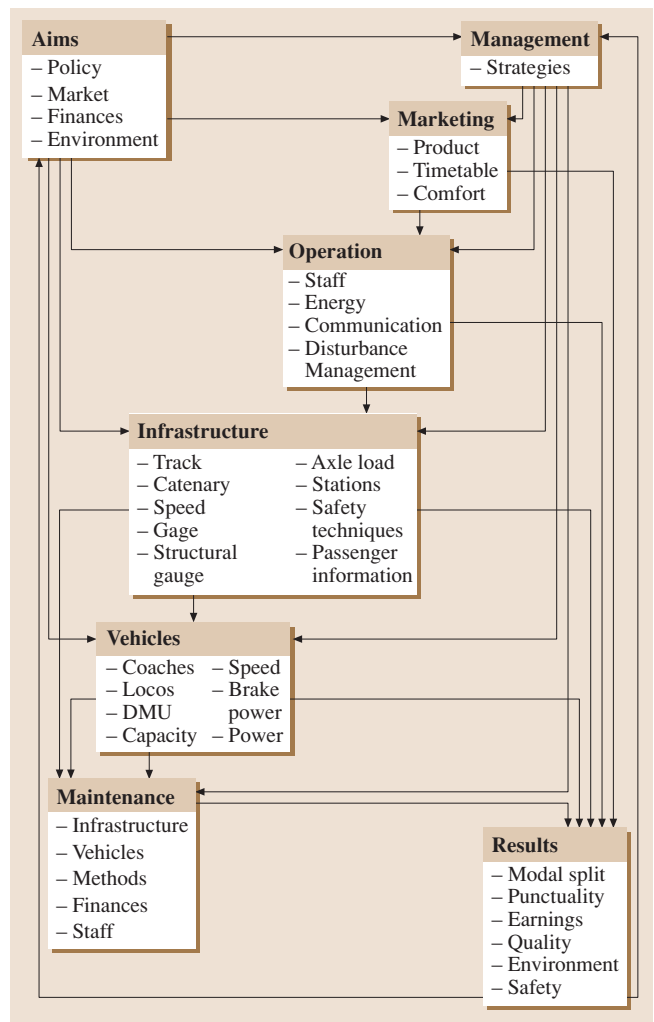 Aims
– Policy
– Market
– Finances
– Environment
Management
– Strategies
Marketing
– Product
– Timetable
– Comfort
Operation
– Staff
– Energy
– Communication
– Disturbance
Management
Infrastructure
– Track
– Catenary
– Speed
– Gage
– Structural
gauge
– Axle load
– Stations
– Safety
techniques
– Passenger
information
Vehicles
– Coaches
– Locos
– DMU
– Capacity
– Speed
– Brake
power
– Power
Maintenance
– Infrastructure
– Vehicles
– Methods
– Finances
– Staff
Results
– Modal split
– Punctuality
– Earnings
– Quality
– Environment
– Safety